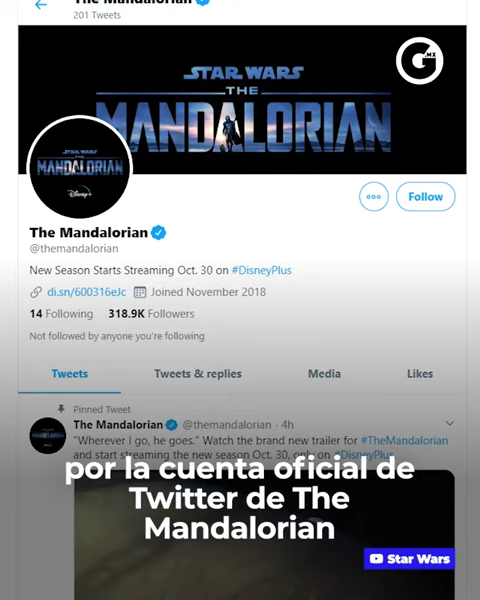 The Mandalorian
201 Tweets
G.MX
STAR WARS
THE
MANDALORIAN
STAR WARS
THE
MANDALORIAN
Disney+
Follow
The Mandalorian
@themandalorian
New Season Starts Streaming Oct. 30 on #DisneyPlus
di.sn/600316eJc Joined November 2018
14 Following 318.9K Followers
Not followed by anyone you're following
Tweets Tweets & replies Media Likes
Pinned Tweet
The Mandalorian @themandalorian · 4h
"Wherever I go, he goes." Watch the brand new trailer for #TheMandalorian
and start streaming the new season Oct. 30, only on #DisneyPlus
por la cuenta oficial de
Twitter de The
Mandalorian
Star Wars